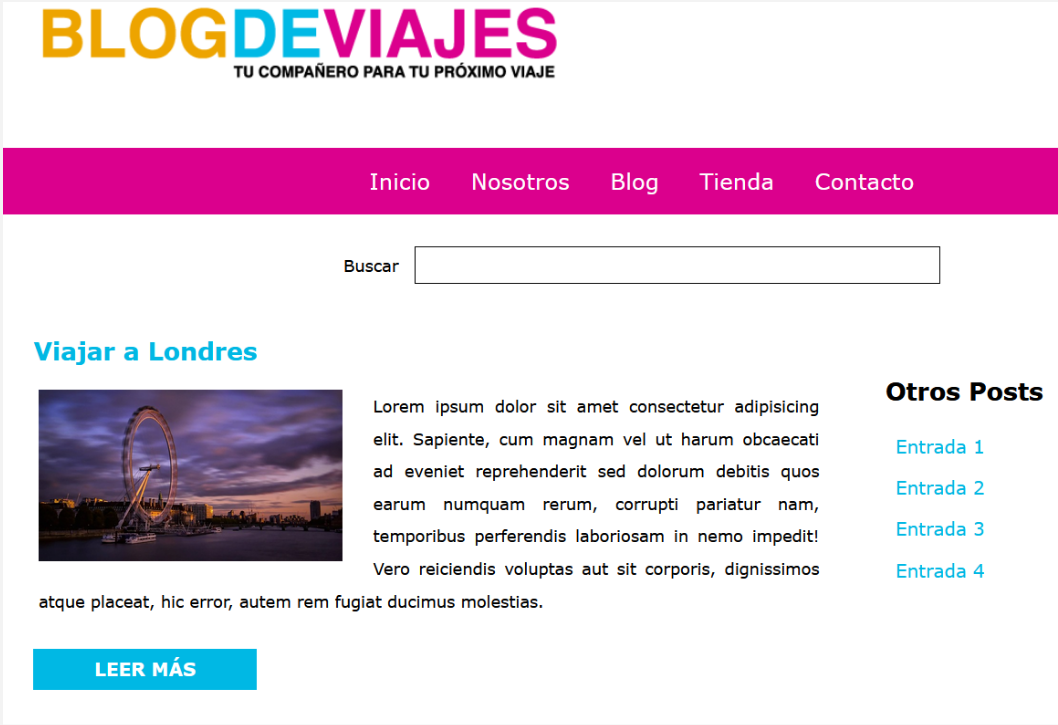 BLOGDEVIAJES
TU COMPAÑERO PARA TU PRÓXIMO VIAJE
Inicio Nosotros Blog Tienda Contacto
Buscar
Viajar a Londres
Lorem ipsum dolor sit amet consectetur adipisicing
elit. Sapiente, cum magnam vel ut harum obcaecati
ad eveniet reprehenderit sed dolorum debitis quos
earum numquam rerum, corrupti pariatur nam,
temporibus perferendis laboriosam in nemo impedit!
Vero reiciendis voluptas aut sit corporis, dignissimos
atque placeat, hic error, autem rem fugiat ducimus molestias.
LEER MÁS
Otros Posts
Entrada 1
Entrada 2
Entrada 3
Entrada 4